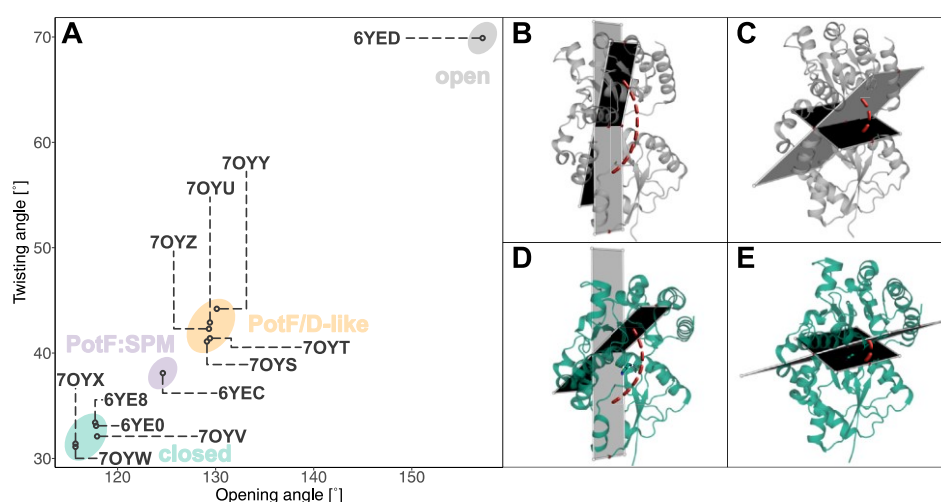 A
70
6YED
open
60
7OYY
7OYU
7OYZ
50
Twisting angle [°]
PotF/D-like
PotF:SPM
40
7OYT
7OYS
7OYX
6YE8
6YEC
6YE0
7OYV
closed
30
7OYW
120
130
140
150
Opening angle [°]
B
C
D
E